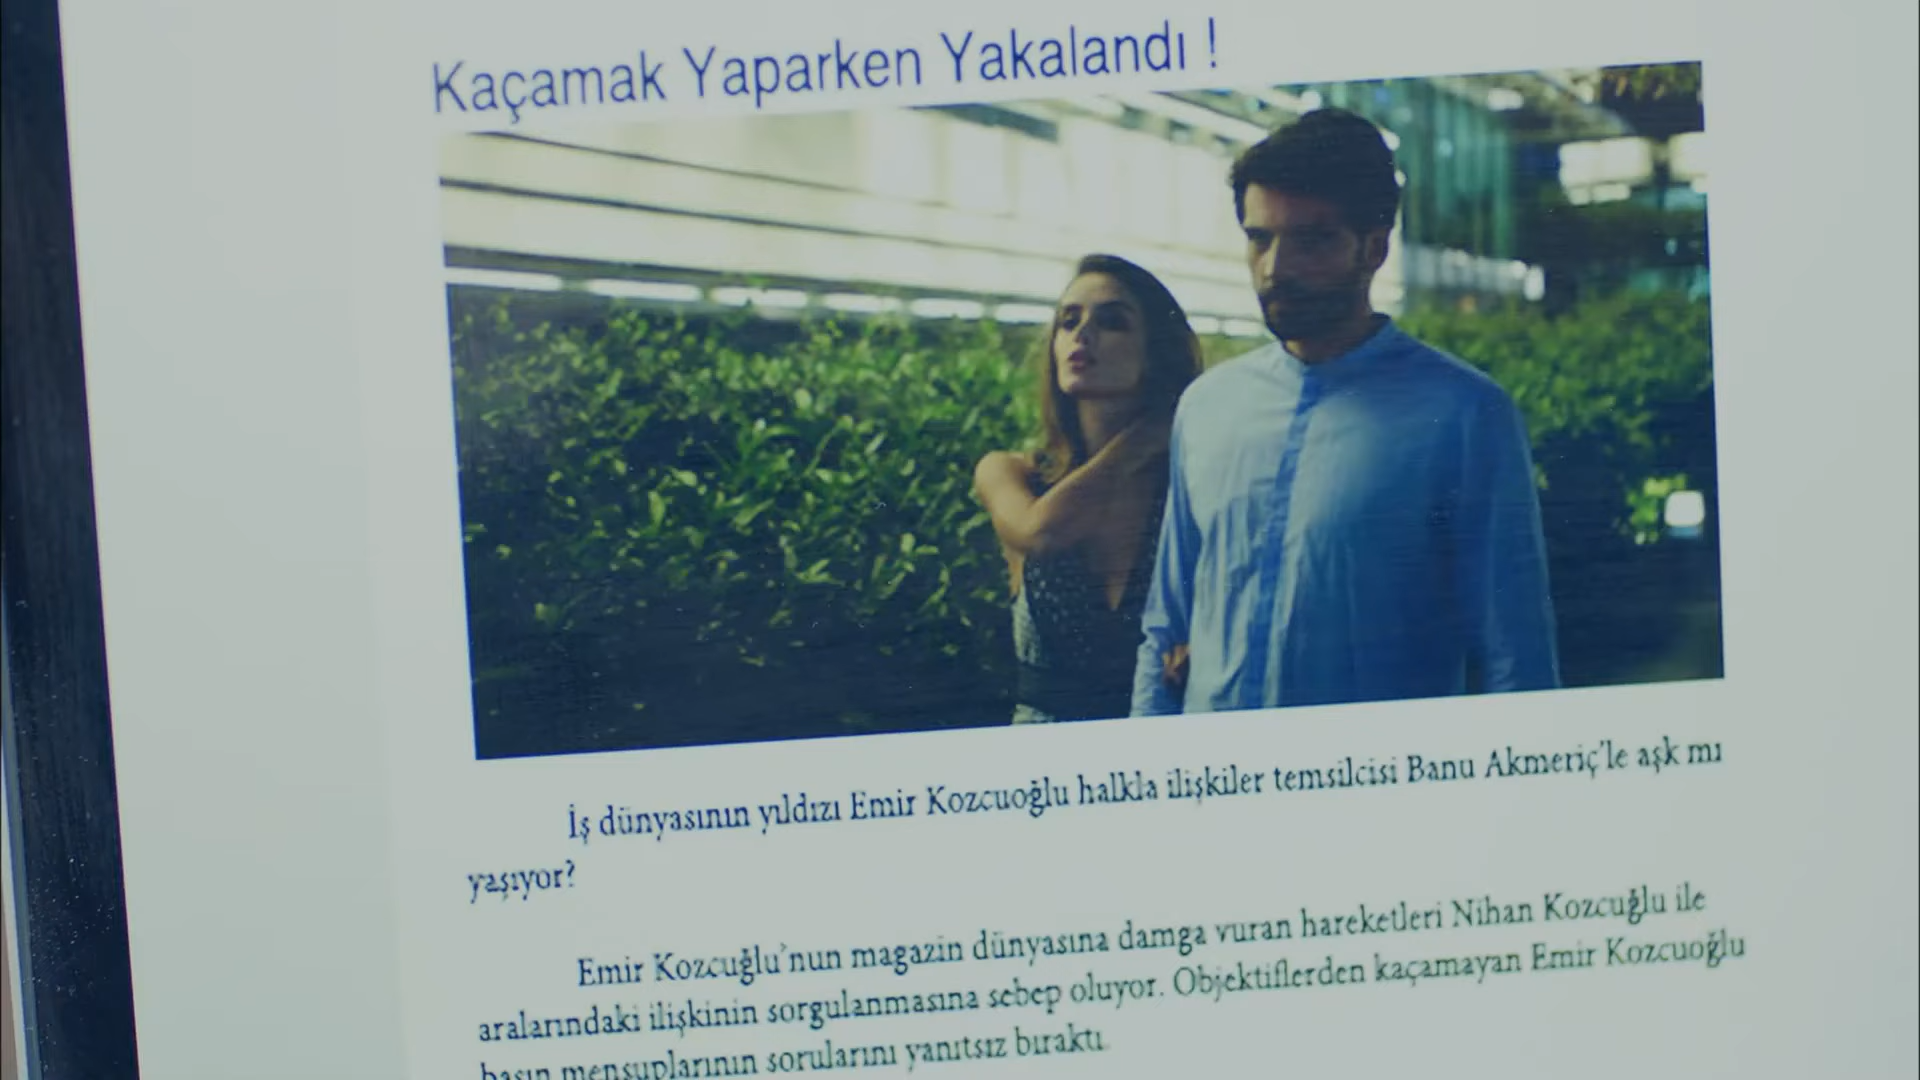 Kaçamak Yaparken Yakalandı !
İş dünyasının yıldızı Emir Kozcuoğlu halkla ilişkiler temsilcisi Banu Akmeriç'le aşk mı
yaşıyor?
Emir Kozcuğlu'nun magazin dünyasına damga vuran hareketleri Nihan Kozcuğlu ile
aralarındaki ilişkinin sorgulanmasına sebep oluyor. Objektiflerden kaçamayan Emir Kozcuoğlu
basın mensuplarının sorularını yanıtsız bıraktı.